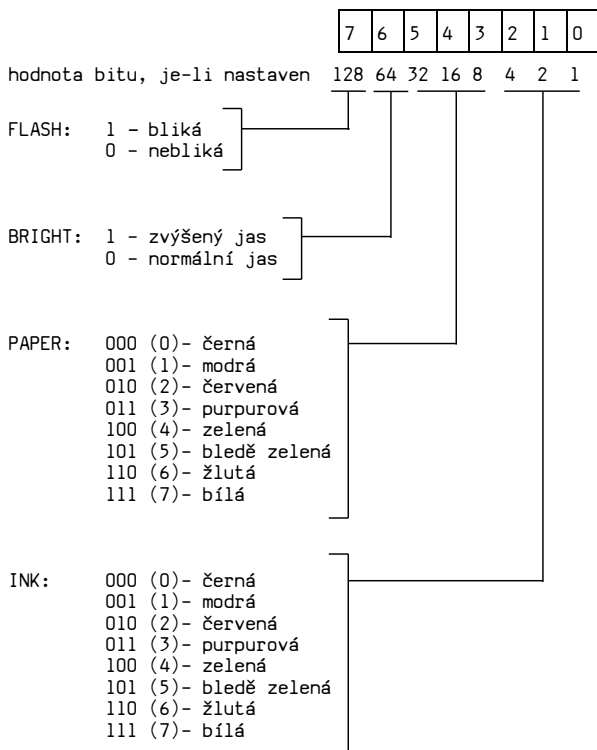 7 6 5 4 3 2 1 0
hodnota bitu, je-li nastaven 128 64 32 16 8 4 2 1
FLASH: 1 - bliká
0 - nebliká
BRIGHT: 1 - zvýšený jas
0 - normální jas
PAPER: 000 (0)- černá
001 (1)- modrá
010 (2)- červená
011 (3)- purpurová
100 (4)- zelená
101 (5)- bledě zelená
110 (6)- žlutá
111 (7)- bílá
INK: 000 (0)- černá
001 (1)- modrá
010 (2)- červená
011 (3)- purpurová
100 (4)- zelená
101 (5)- bledě zelená
110 (6)- žlutá
111 (7)- bílá